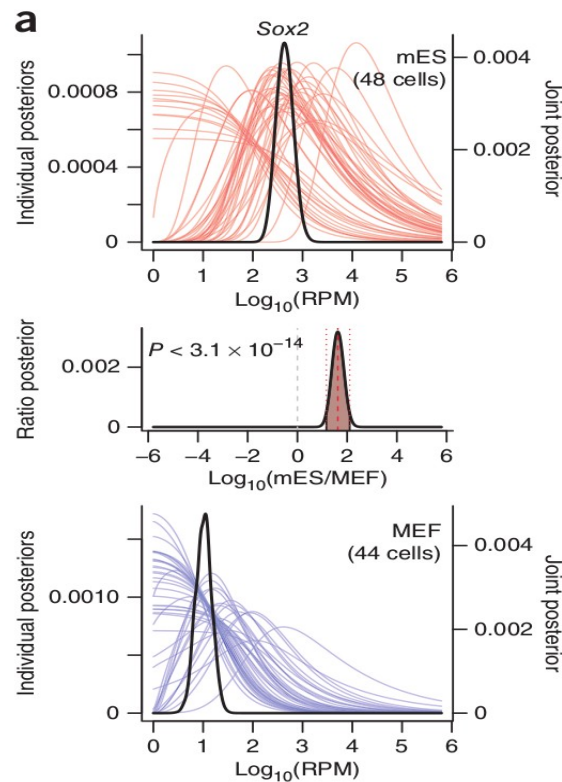 a
Sox2
mES
(48 cells)
Individual posteriors
0.0008
0.0004
0
Joint posterior
0.004
0.002
0
0 1 2 3 4 5 6
Log10(RPM)
P < 3.1 × 10−14
Ratio posterior
0.002
0
−6 −4 −2 0 2 4 6
Log10(mES/MEF)
MEF
(44 cells)
Individual posteriors
0.0010
0
Joint posterior
0.004
0.002
0
0 1 2 3 4 5 6
Log10(RPM)